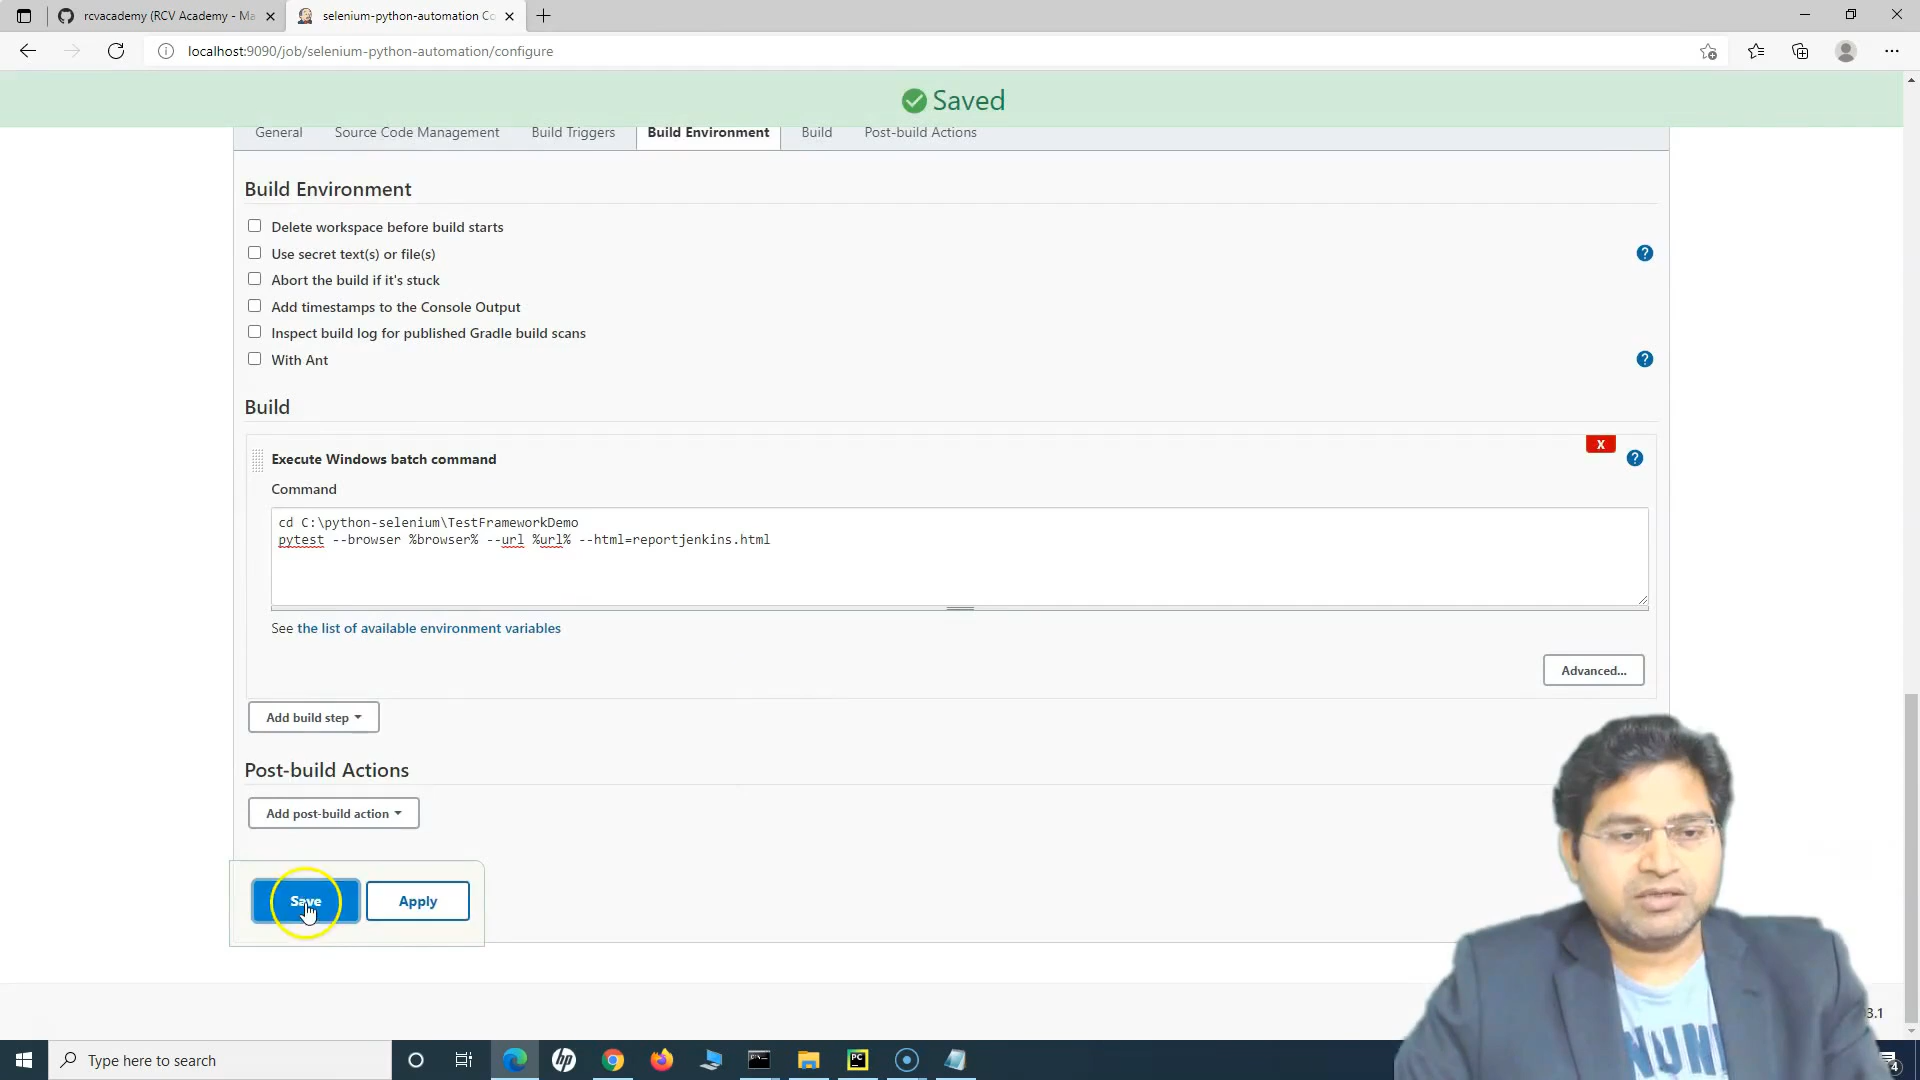 rcvacademy (RCV Academy - Ma
selenium-python-automation Co
localhost:9090/job/selenium-python-automation/configure
Saved
General
Source Code Management
Build Triggers
Build Environment
Build
Post-build Actions
Build Environment
Delete workspace before build starts
Use secret text(s) or file(s)
?
Abort the build if it's stuck
Add timestamps to the Console Output
Inspect build log for published Gradle build scans
With Ant
?
Build
X
Execute Windows batch command
?
Command
cd C:\python-selenium\TestFrameworkDemo
pytest --browser %browser% --url %url% --html=reportjenkins.html
See the list of available environment variables
Advanced...
Add build step
Post-build Actions
Add post-build action
Save
Apply
3.1
Type here to search
hp
PC
4